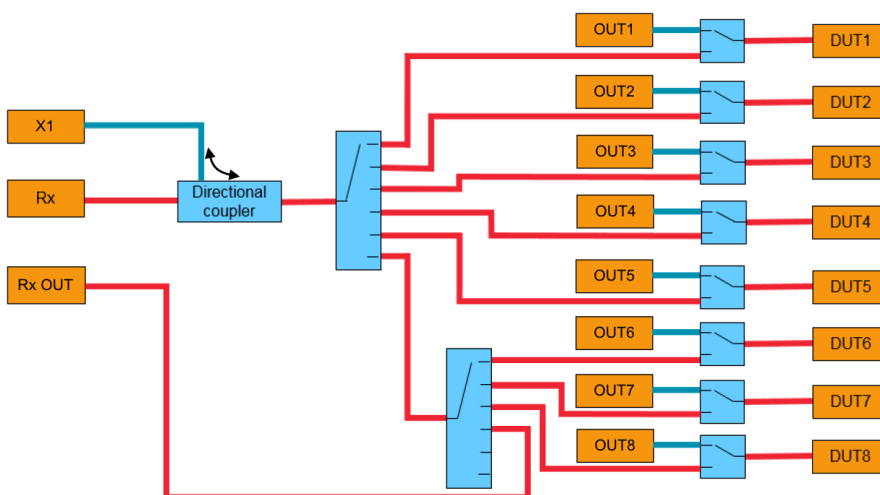 OUT1
DUT1
OUT2
DUT2
X1
OUT3
DUT3
Rx
Directional
coupler
OUT4
DUT4
Rx OUT
OUT5
DUT5
OUT6
DUT6
OUT7
DUT7
OUT8
DUT8